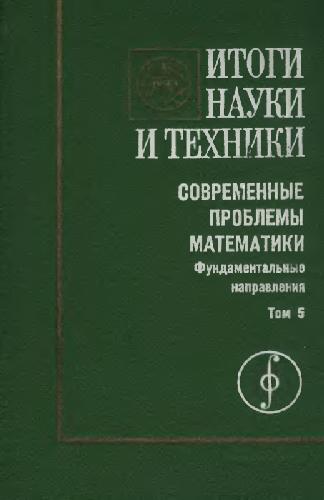 ИТОГИ
НАУКИ
И ТЕХНИКИ
СОВРЕМЕННЫЕ
ПРОБЛЕМЫ
МАТЕМАТИКИ
Фундаментальные
направления
Том 5